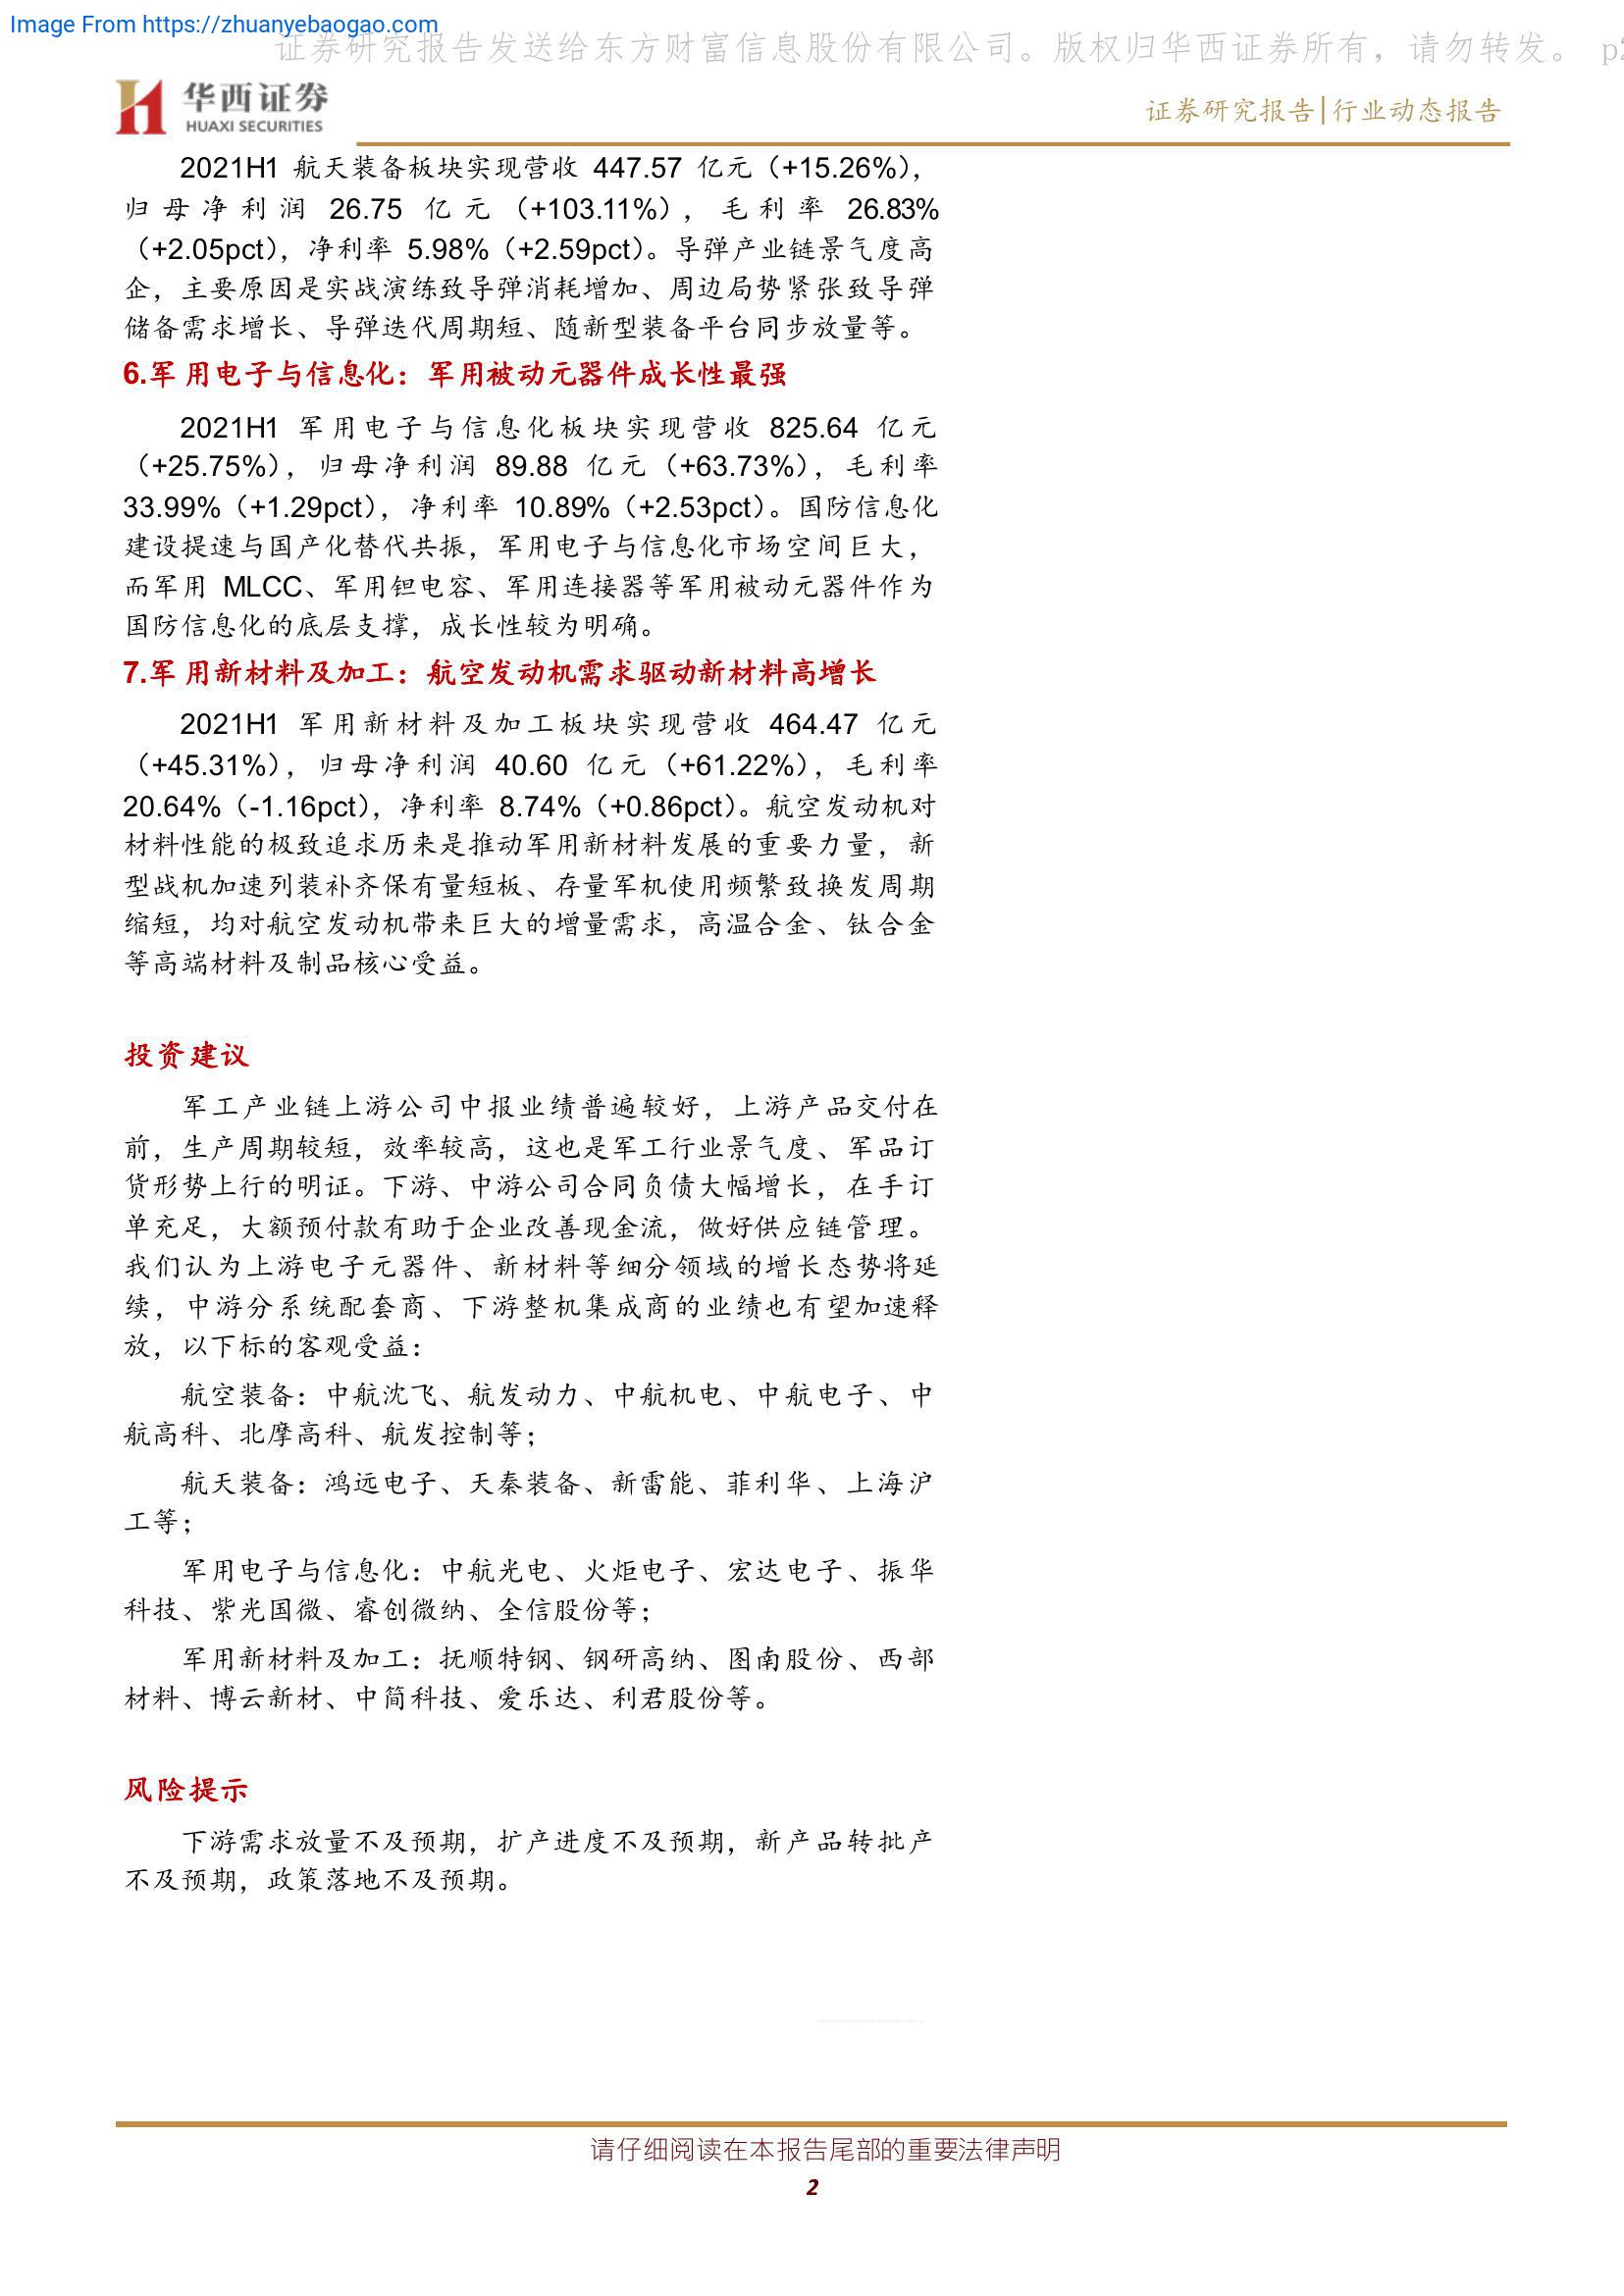 Image From https://zhuanyebaogao.com
证券研究报告发送给东方财富信息股份有限公司。版权归华西证券所有，请勿转发。 p2
华西证券
HUAXI SECURITIES
证券研究报告|行业动态报告
2021H1 航天装备板块实现营收 447.57 亿元（+15.26%），
归母净利润 26.75 亿元（+103.11%），毛利率 26.83%
（+2.05pct），净利率 5.98%（+2.59pct）。导弹产业链景气度高
企，主要原因是实战演练致导弹消耗增加、周边局势紧张致导弹
储备需求增长、导弹迭代周期短、随新型装备平台同步放量等。
6.军用电子与信息化：军用被动元器件成长性最强
2021H1 军用电子与信息化板块实现营收 825.64 亿元
（+25.75%），归母净利润 89.88 亿元（+63.73%），毛利率
33.99%（+1.29pct），净利率 10.89%（+2.53pct）。国防信息化
建设提速与国产化替代共振，军用电子与信息化市场空间巨大，
而军用 MLCC、军用钽电容、军用连接器等军用被动元器件作为
国防信息化的底层支撑，成长性较为明确。
7.军用新材料及加工：航空发动机需求驱动新材料高增长
2021H1 军用新材料及加工板块实现营收 464.47 亿元
（+45.31%），归母净利润 40.60 亿元（+61.22%），毛利率
20.64%（-1.16pct），净利率 8.74%（+0.86pct）。航空发动机对
材料性能的极致追求历来是推动军用新材料发展的重要力量，新
型战机加速列装补齐保有量短板、存量军机使用频繁致换发周期
缩短，均对航空发动机带来巨大的增量需求，高温合金、钛合金
等高端材料及制品核心受益。
投资建议
军工产业链上游公司中报业绩普遍较好，上游产品交付在
前，生产周期较短，效率较高，这也是军工行业景气度、军品订
货形势上行的明证。下游、中游公司合同负债大幅增长，在手订
单充足，大额预付款有助于企业改善现金流，做好供应链管理。
我们认为上游电子元器件、新材料等细分领域的增长态势将延
续，中游分系统配套商、下游整机集成商的业绩也有望加速释
放，以下标的客观受益：
航空装备：中航沈飞、航发动力、中航机电、中航电子、中
航高科、北摩高科、航发控制等；
航天装备：鸿远电子、天秦装备、新雷能、菲利华、上海沪
工等；
军用电子与信息化：中航光电、火炬电子、宏达电子、振华
科技、紫光国微、睿创微纳、全信股份等；
军用新材料及加工：抚顺特钢、钢研高纳、图南股份、西部
材料、博云新材、中简科技、爱乐达、利君股份等。
风险提示
下游需求放量不及预期，扩产进度不及预期，新产品转批产
不及预期，政策落地不及预期。
请仔细阅读在本报告尾部的重要法律声明
2